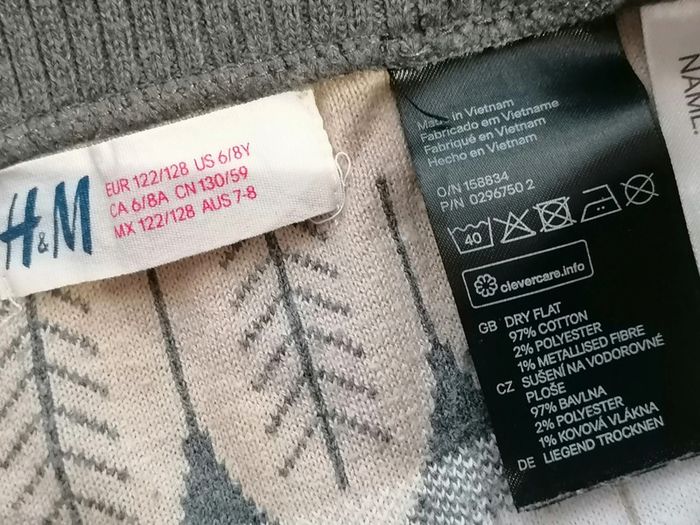 H&M
EUR 122/128 US 6/8Y
CA 6/8A CN 130/59
MX 122/128 AUS 7-8
Made in Vietnam
Fabricado em Vietname
Fabriqué en Vietnam
Hecho en Vietnam
O/N 158834
P/N 0296750 2
40
clevercare.info
GB DRY FLAT
97% COTTON
2% POLYESTER
1% METALLISED FIBRE
CZ SUŠENÍ NA VODOROVNÉ
PLOŠE
97% BAVLNA
2% POLYESTER
1% KOVOVÁ VLÁKNA
DE LIEGEND TROCKNEN
NAME